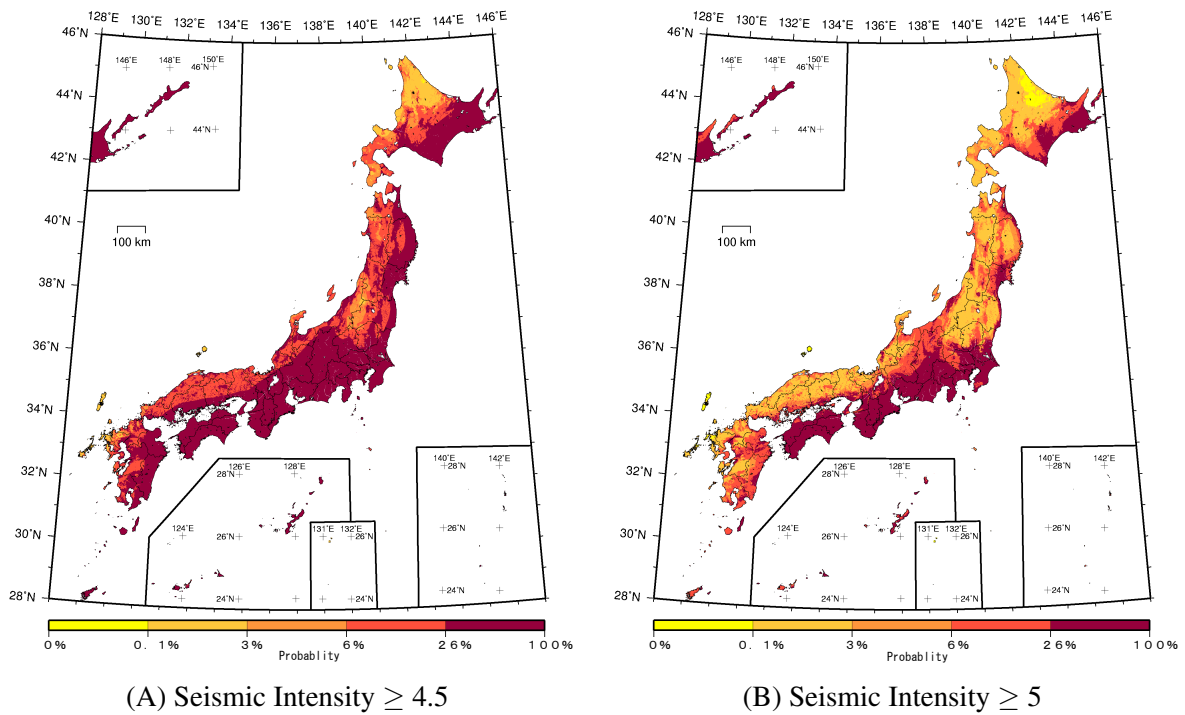 128˚E 130˚E 132˚E 134˚E 136˚E 138˚E 140˚E 142˚E 144˚E 146˚E
46˚N
44˚N
42˚N
40˚N
38˚N
36˚N
34˚N
32˚N
30˚N
28˚N
146˚E 148˚E 150˚E
46˚N
44˚N
100 km
126˚E 128˚E
28˚N
124˚E
26˚N
24˚N
131˚E 132˚E
26˚N
24˚N
140˚E 142˚E
28˚N
26˚N
24˚N
0% 0.1% 3% 6% 26% 100%
Probablity
(A) Seismic Intensity ≥ 4.5
128˚E 130˚E 132˚E 134˚E 136˚E 138˚E 140˚E 142˚E 144˚E 146˚E
46˚N
44˚N
42˚N
40˚N
38˚N
36˚N
34˚N
32˚N
30˚N
28˚N
146˚E 148˚E 150˚E
46˚N
44˚N
100 km
126˚E 128˚E
28˚N
124˚E
26˚N
24˚N
131˚E 132˚E
26˚N
24˚N
140˚E 142˚E
28˚N
26˚N
24˚N
0% 0.1% 3% 6% 26% 100%
Probablity
(B) Seismic Intensity ≥ 5